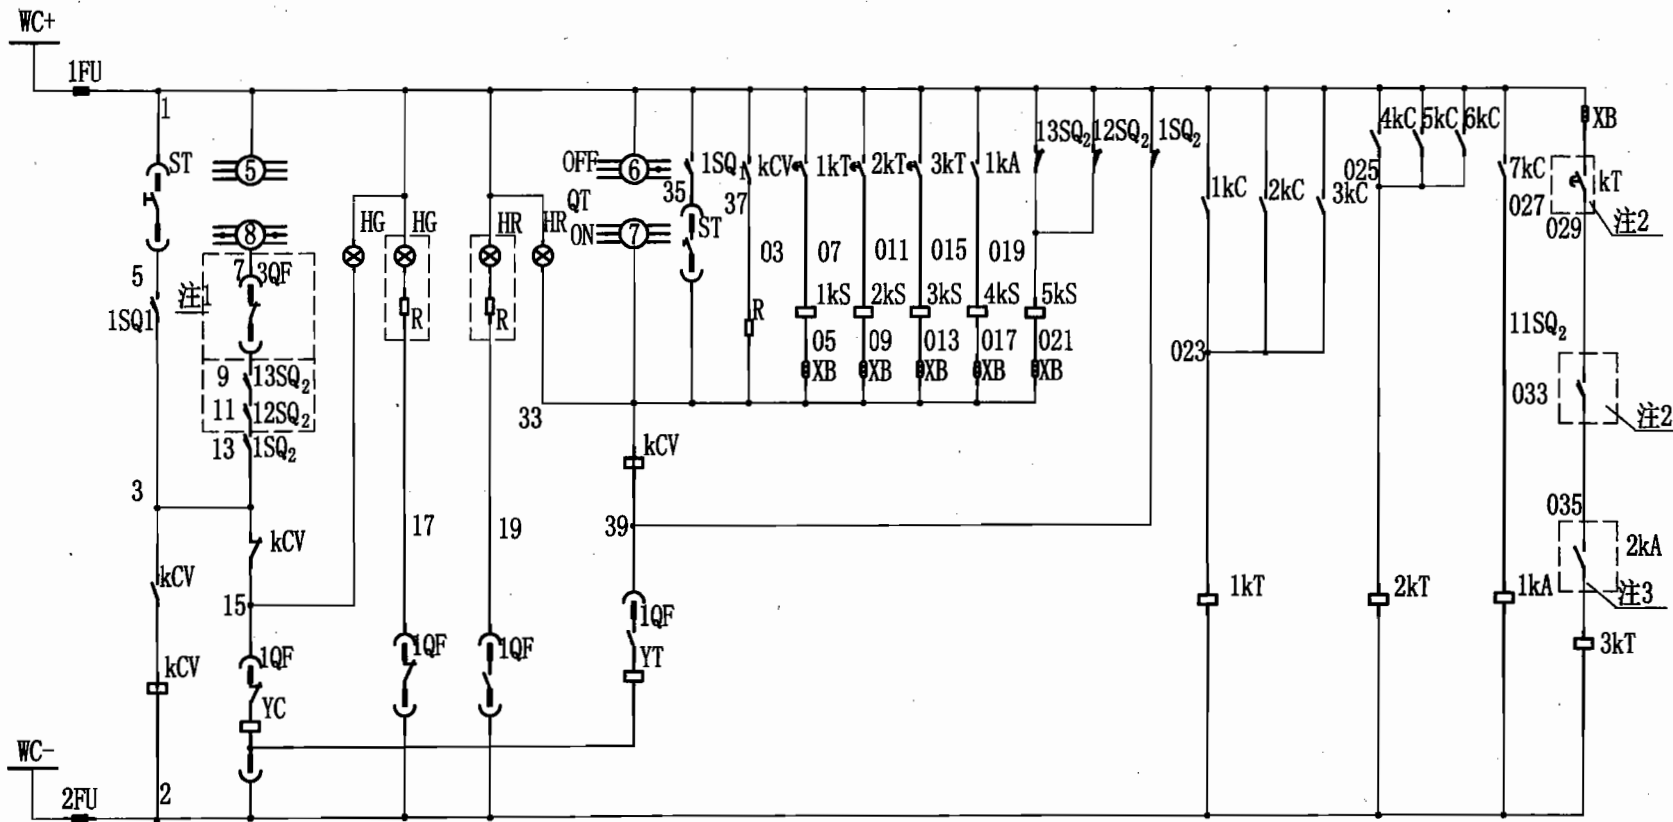 WC+
1FU
1
ST
5
8
7 3QF
注1
5
1SQ1
9 13SQ2
11 12SQ2
13 1SQ2
3
kCV
kCV
15
kCV
1QF
YC
WC-
2FU
2
HG
HG
R
17
1QF
HR
HR
R
19
1QF
OFF
6
QT
ON
7
33
kCV
39
1QF
YT
35
ST
1SQ1
37
R
kCV
03
1kS
05
XB
1kT
07
2kS
09
XB
2kT
011
3kS
013
XB
3kT
015
4kS
017
XB
1kA
019
5kS
021
XB
13SQ2
12SQ2
1SQ2
1kC
2kC
3kC
023
1kT
4kC
5kC
6kC
025
2kT
7kC
027
11SQ2
1kA
XB
kT
注2
029
033
注2
035
2kA
注3
3kT